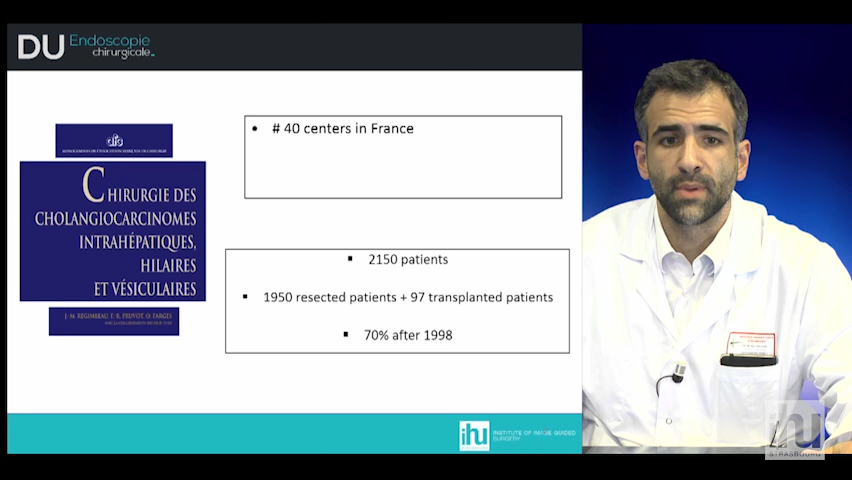 DU Endoscopie
chirurgicale
afc
CHIRURGIE DES
CHOLANGIOCARCINOMES
INTRAHÉPATIQUES,
HILAIRES
ET VÉSICULAIRES
• # 40 centers in France
▪ 2150 patients
▪ 1950 resected patients + 97 transplanted patients
▪ 70% after 1998
ihu INSTITUTE OF IMAGE GUIDED
SURGERY
ihu
STRASBOURG